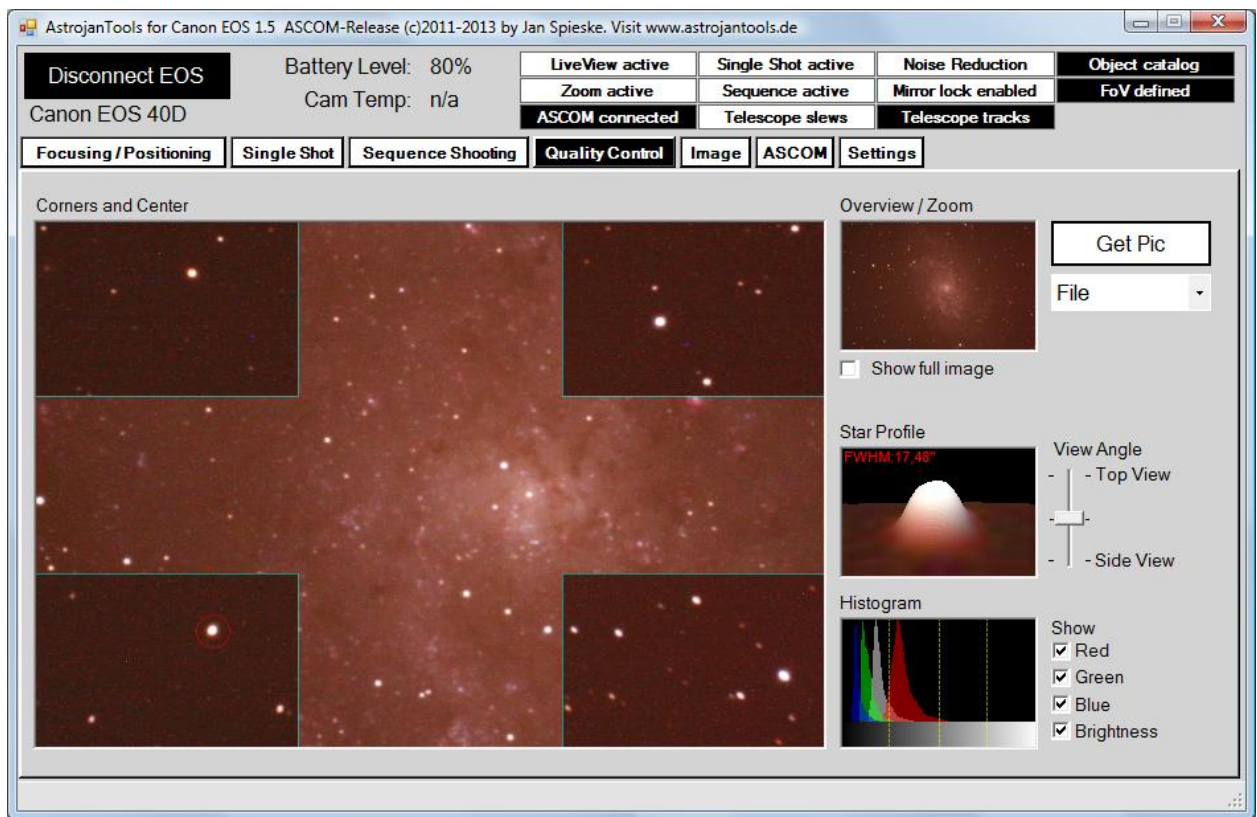 AstrojanTools for Canon EOS 1.5 ASCOM-Release (c)2011-2013 by Jan Spieske. Visit www.astrojantools.de
Disconnect EOS
Canon EOS 40D
Battery Level: 80%
Cam Temp: n/a
LiveView active
Single Shot active
Noise Reduction
Object catalog
Zoom active
Sequence active
Mirror lock enabled
FoV defined
ASCOM connected
Telescope slews
Telescope tracks
Focusing / Positioning
Single Shot
Sequence Shooting
Quality Control
Image
ASCOM
Settings
Corners and Center
Overview / Zoom
Get Pic
File
Show full image
Star Profile
FWHM:17,48"
View Angle
- Top View
- Side View
Histogram
Show
Red
Green
Blue
Brightness